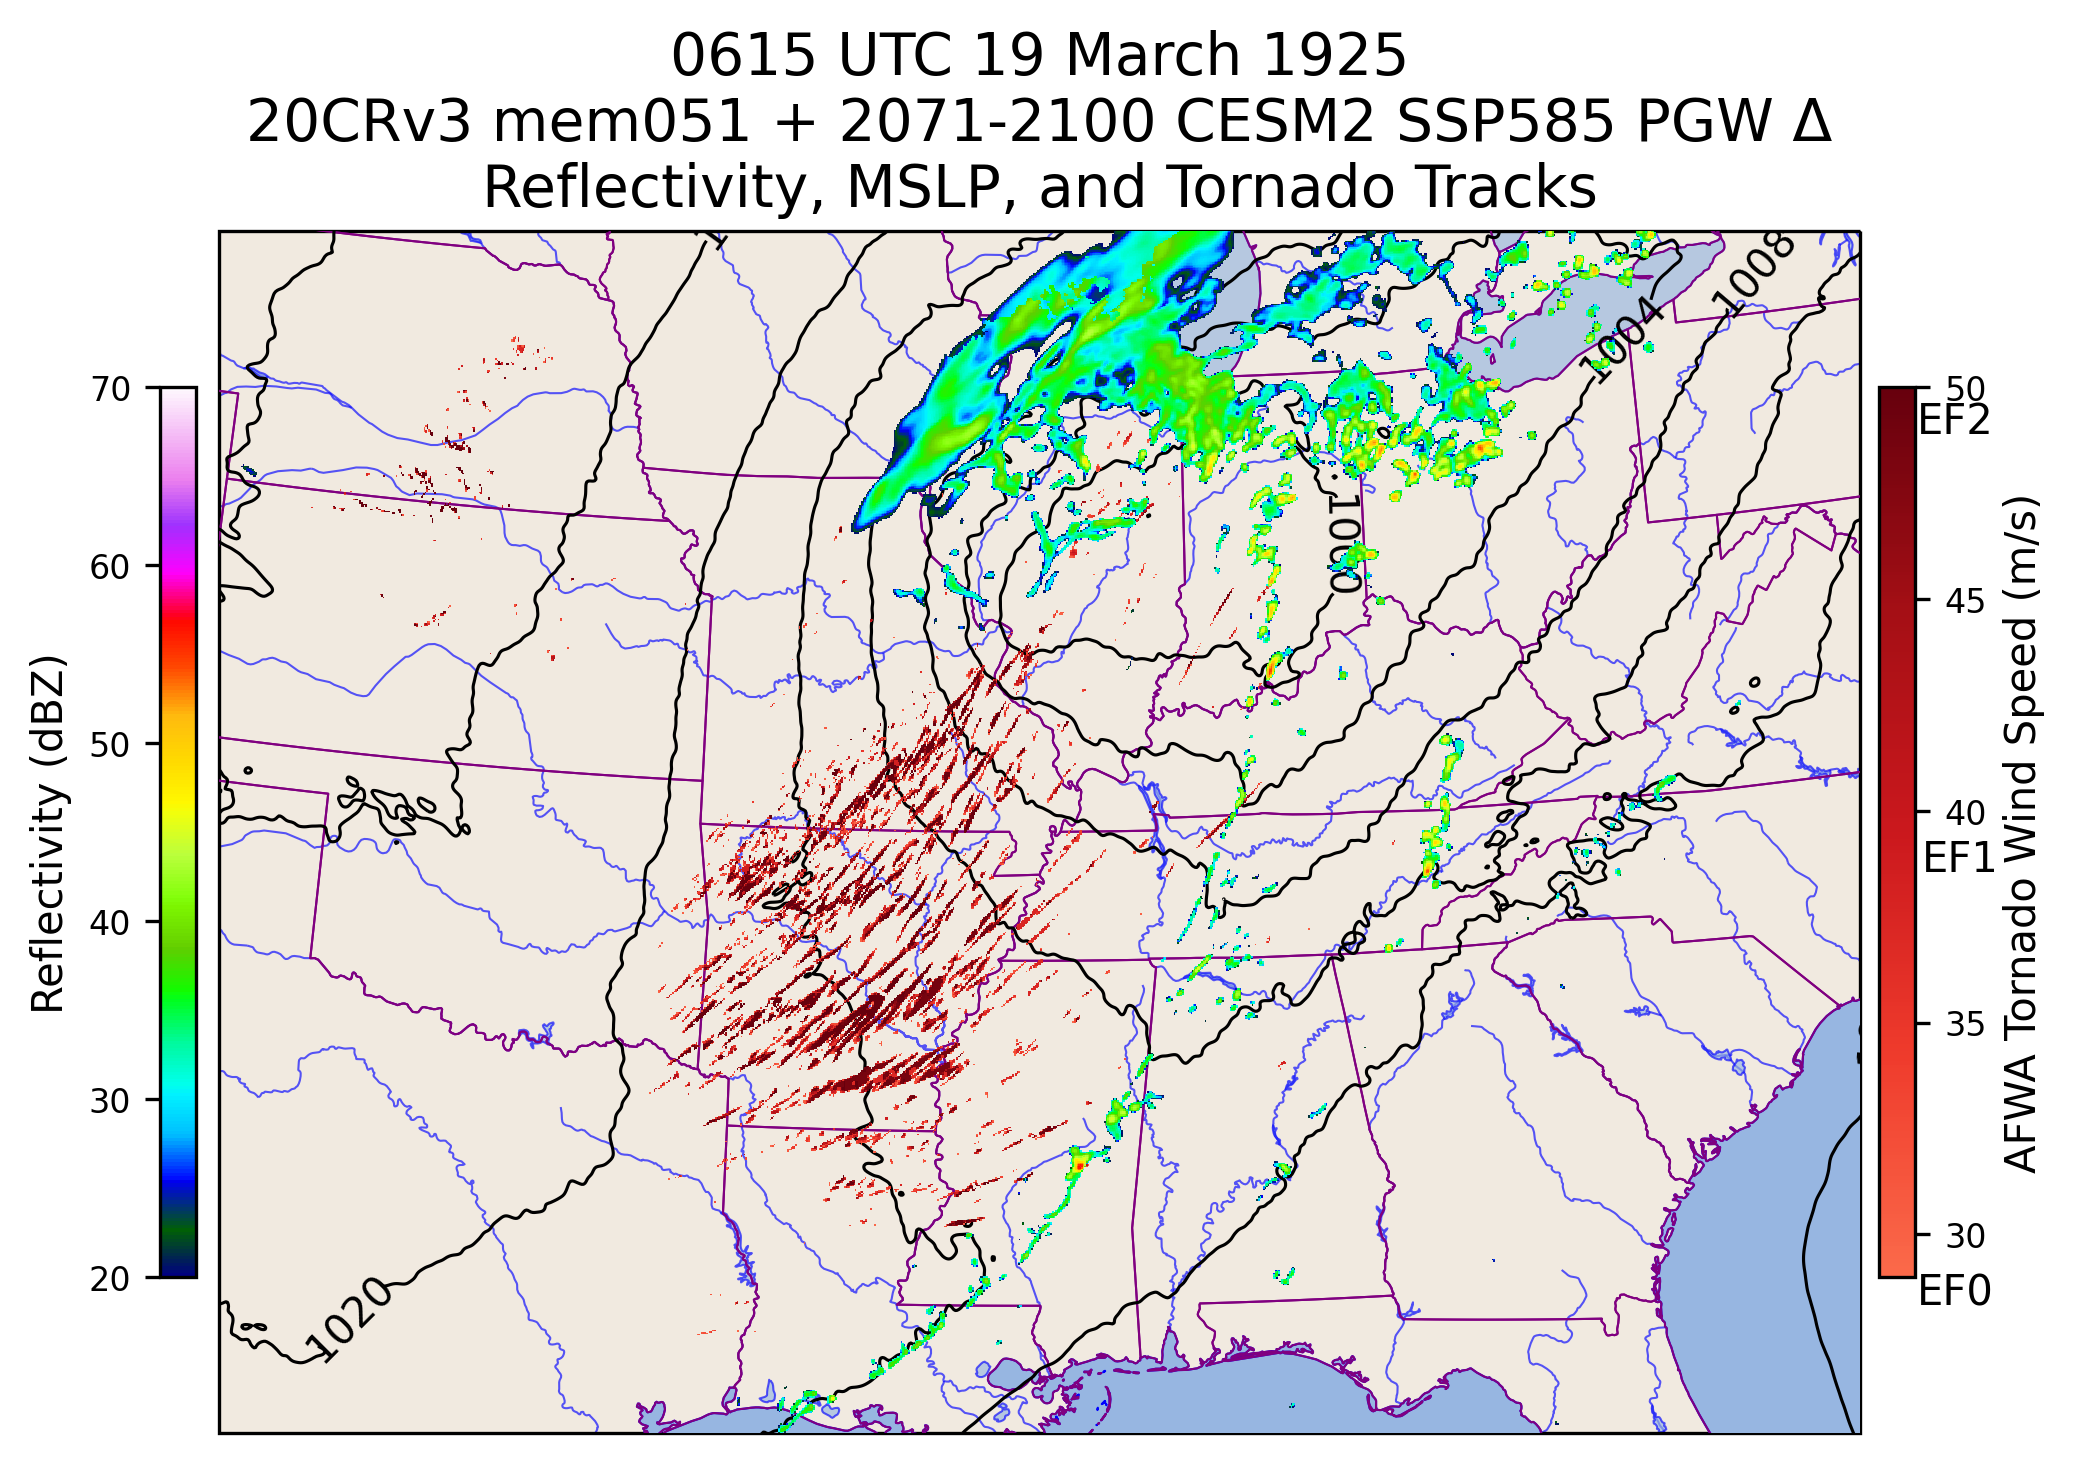 0615 UTC 19 March 1925
20CRv3 mem051 + 2071-2100 CESM2 SSP585 PGW Δ
Reflectivity, MSLP, and Tornado Tracks
1008
1004
1000
1020
Reflectivity (dBZ)
70
60
50
40
30
20
50
EF2
45
40
EF1
35
30
EF0
AFWA Tornado Wind Speed (m/s)